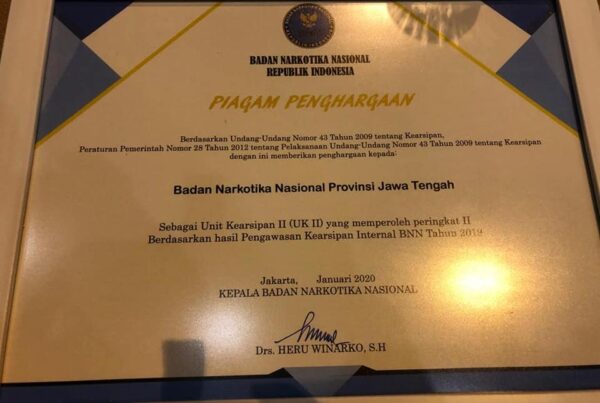 BADAN NARKOTIKA NASIONAL
REPUBLIK INDONESIA
PIAGAM PENGHARGAAN
Berdasarkan Undang-Undang Nomor 43 Tahun 2009 tentang Kearsipan,
Peraturan Pemerintah Nomor 28 Tahun 2012 tentang Pelaksanaan Undang-Undang Nomor 43 Tahun 2009 tentang Kearsipan
dengan ini memberikan penghargaan kepada:
Badan Narkotika Nasional Provinsi Jawa Tengah
Sebagai Unit Kearsipan II (UK II) yang memperoleh peringkat II
Berdasarkan hasil Pengawasan Kearsipan Internal BNN Tahun 2019
Jakarta, Januari 2020
KEPALA BADAN NARKOTIKA NASIONAL
Drs. HERU WINARKO, S.H